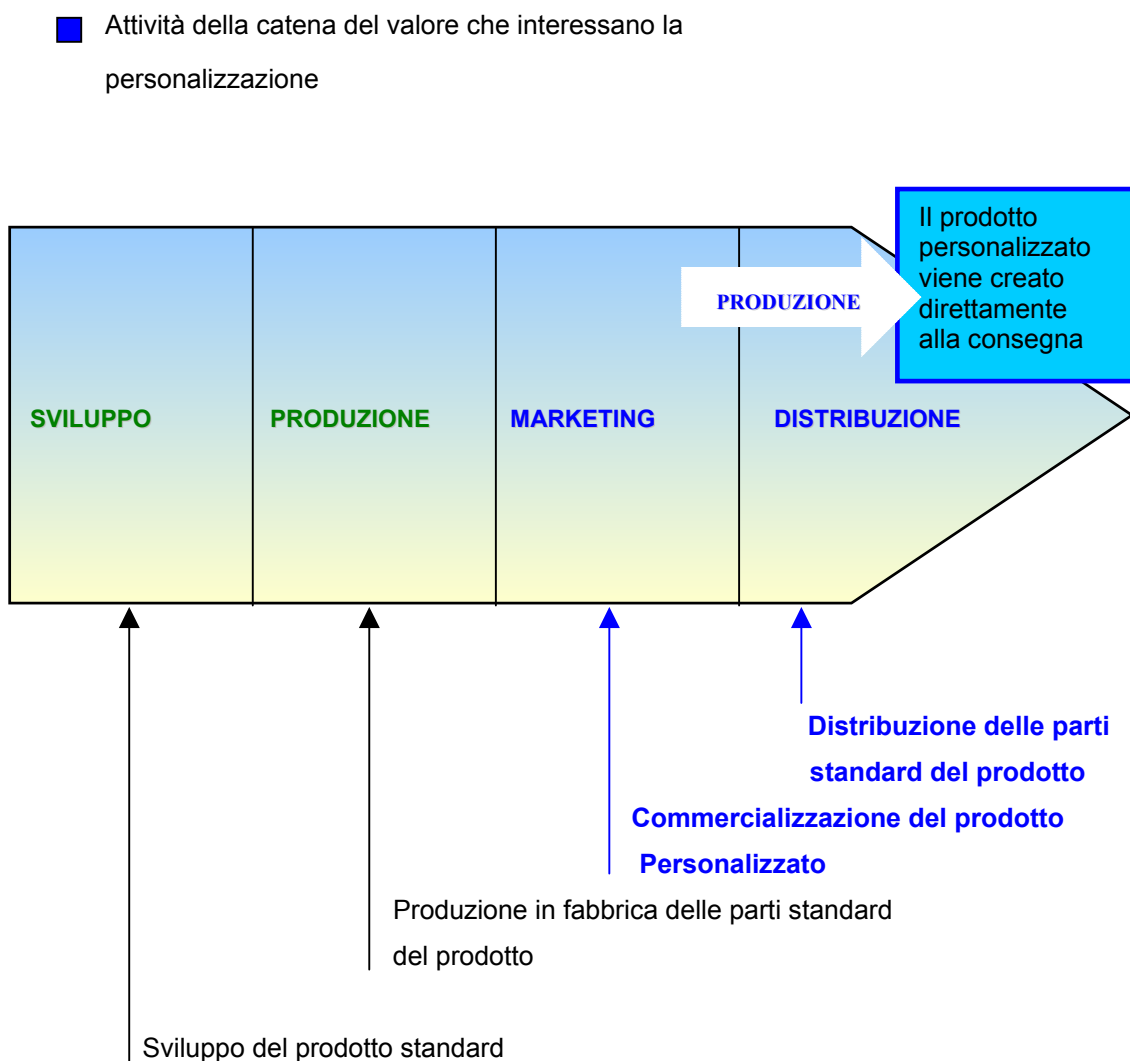 Attività della catena del valore che interessano la
personalizzazione
Il prodotto
personalizzato
viene creato
direttamente
alla consegna
PRODUZIONE
SVILUPPO
PRODUZIONE
MARKETING
DISTRIBUZIONE
Distribuzione delle parti
standard del prodotto
Commercializzazione del prodotto
Personalizzato
Produzione in fabbrica delle parti standard
del prodotto
Sviluppo del prodotto standard